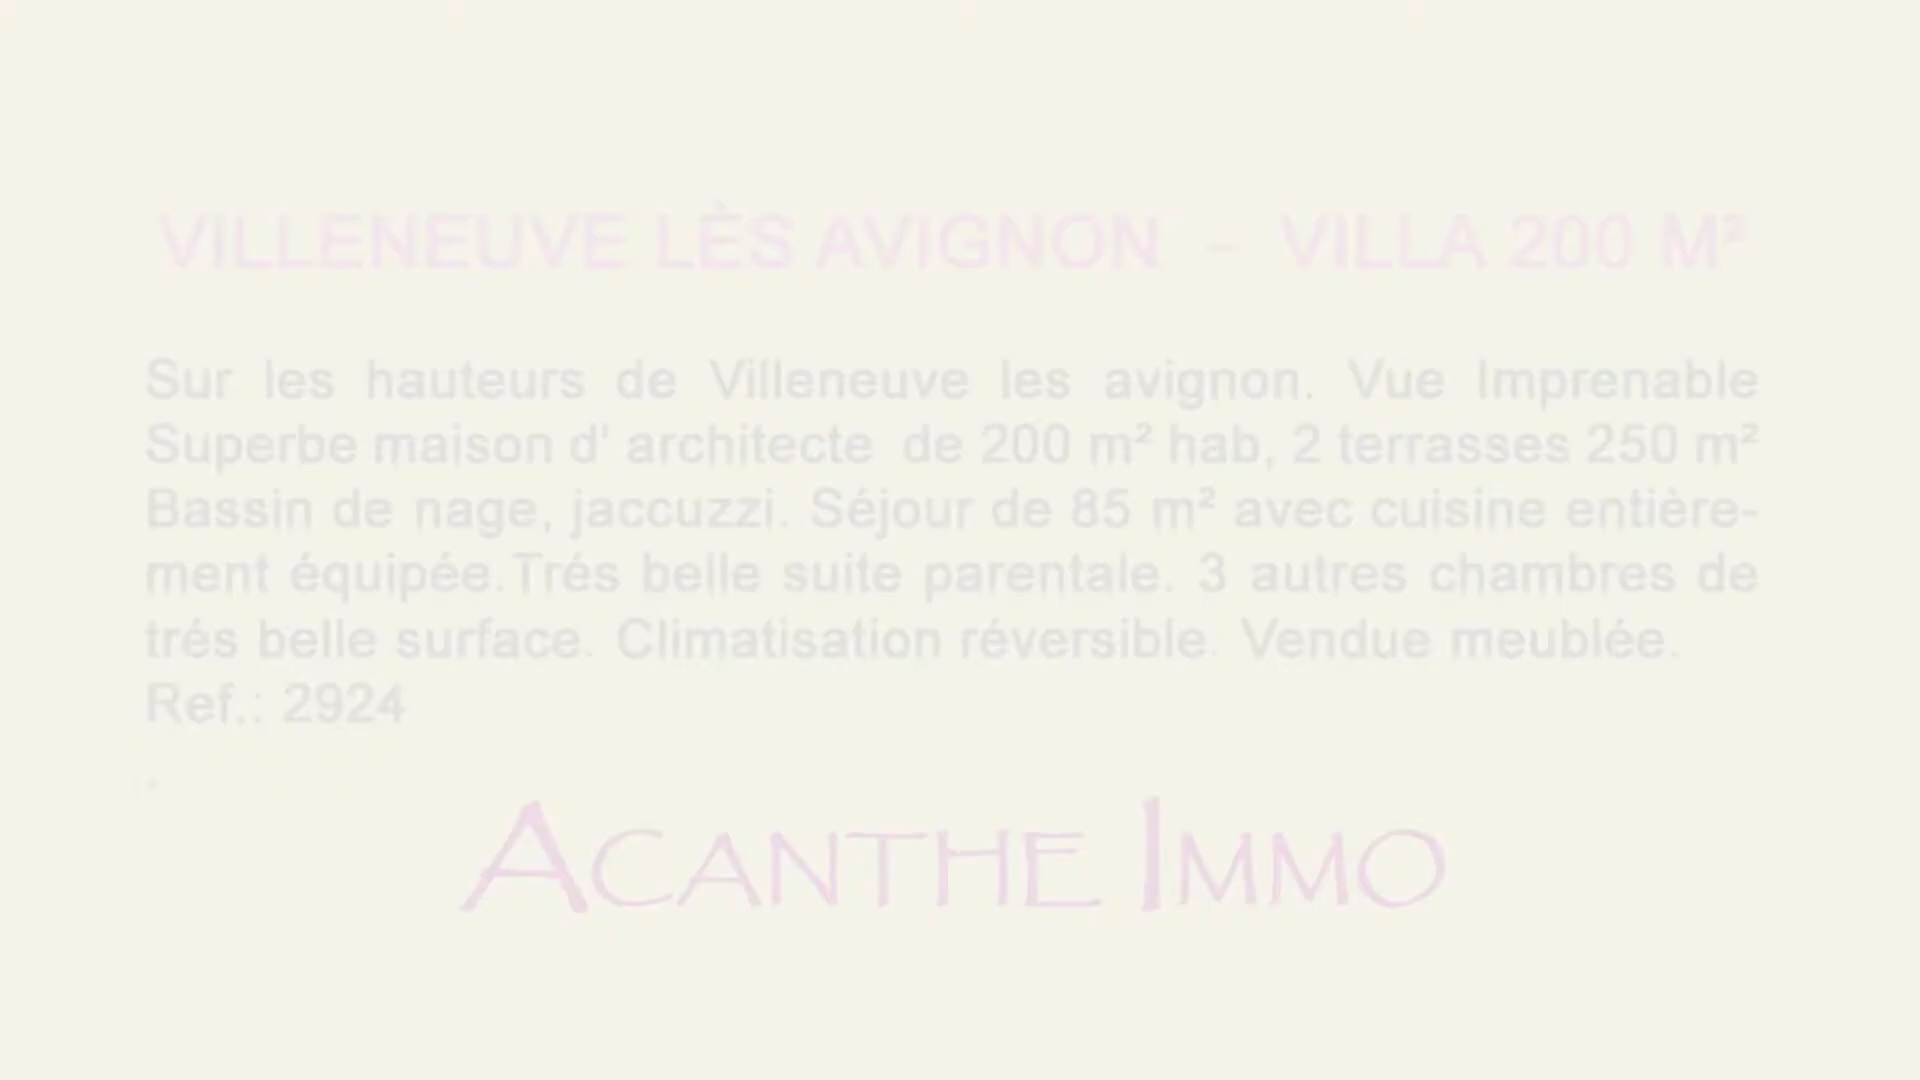 VILLENEUVE LÈS AVIGNON - VILLA 200 M²
Sur les hauteurs de Villeneuve les avignon. Vue Imprenable
Superbe maison d' architecte de 200 m² hab, 2 terrasses 250 m²
Bassin de nage, jaccuzzi. Séjour de 85 m² avec cuisine entière-
ment équipée.Trés belle suite parentale. 3 autres chambres de
trés belle surface. Climatisation réversible. Vendue meublée.
Ref.: 2924
.
ACANTHE IMMO